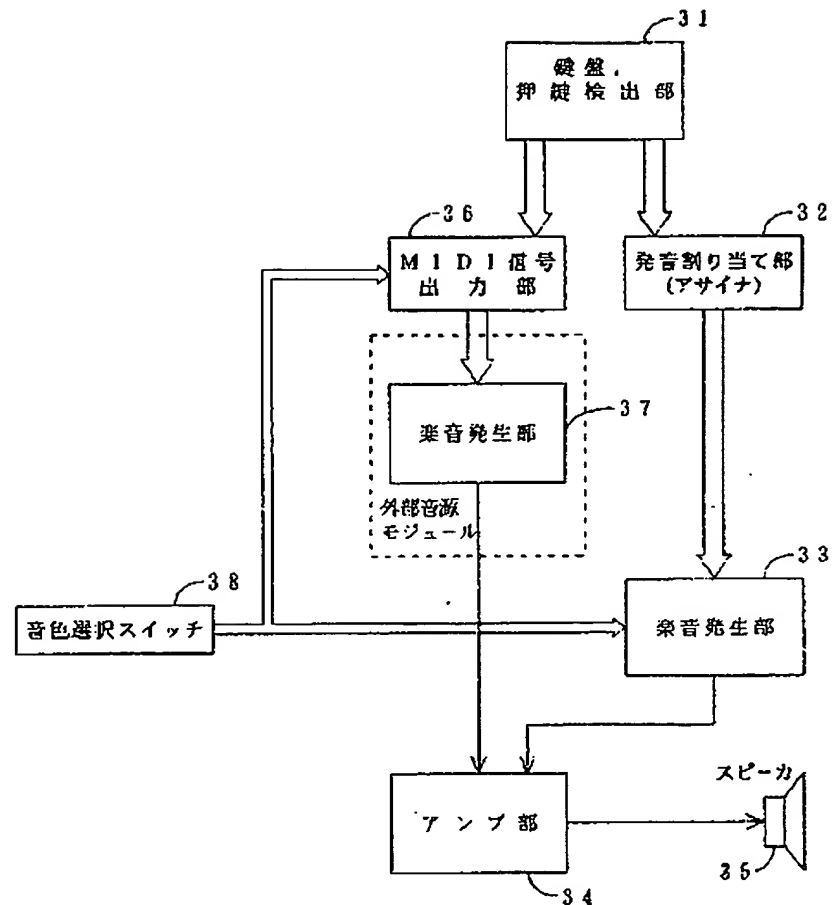 31
鍵盤,
押鍵検出部
36
MIDI信号
出力部
32
発音割り当て部
(アサイナ)
楽音発生部
37
外部音源
モジュール
33
楽音発生部
38
音色選択スイッチ
アンプ部
34
スピーカ
35